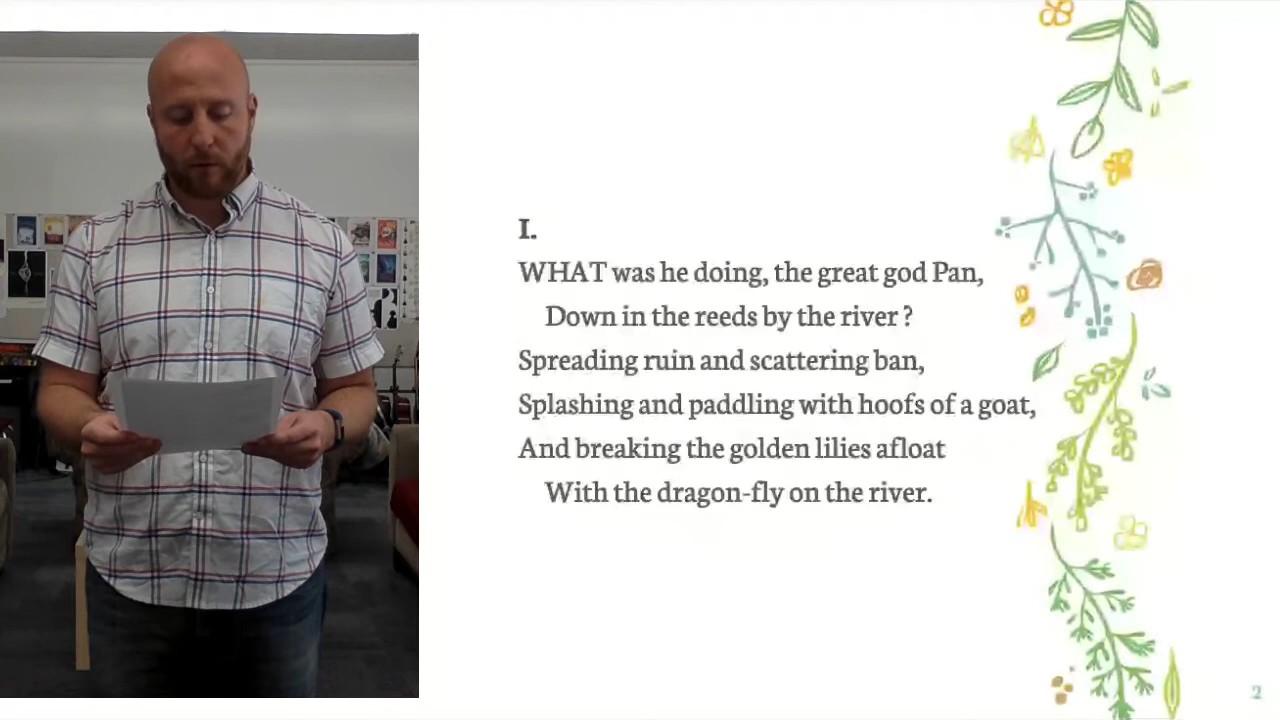 I.
WHAT was he doing, the great god Pan,
Down in the reeds by the river ?
Spreading ruin and scattering ban,
Splashing and paddling with hoofs of a goat,
And breaking the golden lilies afloat
With the dragon-fly on the river.
2